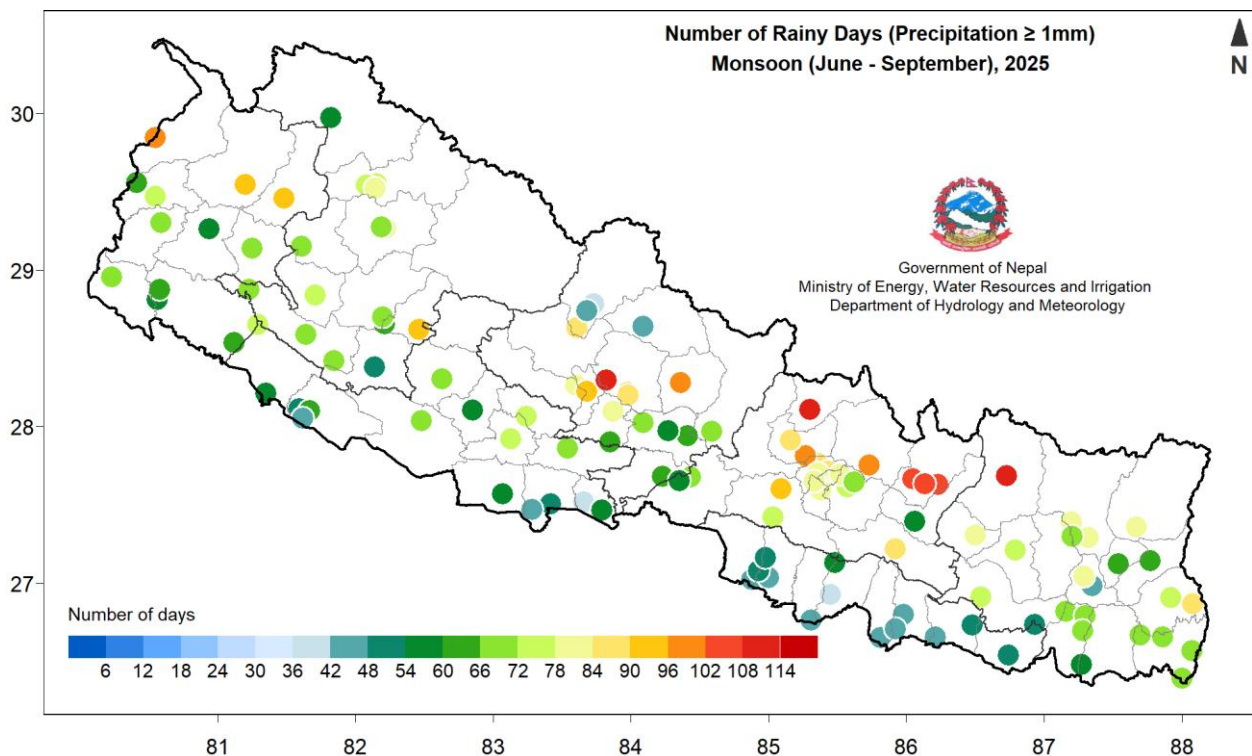 Number of Rainy Days (Precipitation ≥ 1mm)
Monsoon (June - September), 2025
N
30
29
28
27
Government of Nepal
Ministry of Energy, Water Resources and Irrigation
Department of Hydrology and Meteorology
Number of days
6 12 18 24 30 36 42 48 54 60 66 72 78 84 90 96 102 108 114
81 82 83 84 85 86 87 88